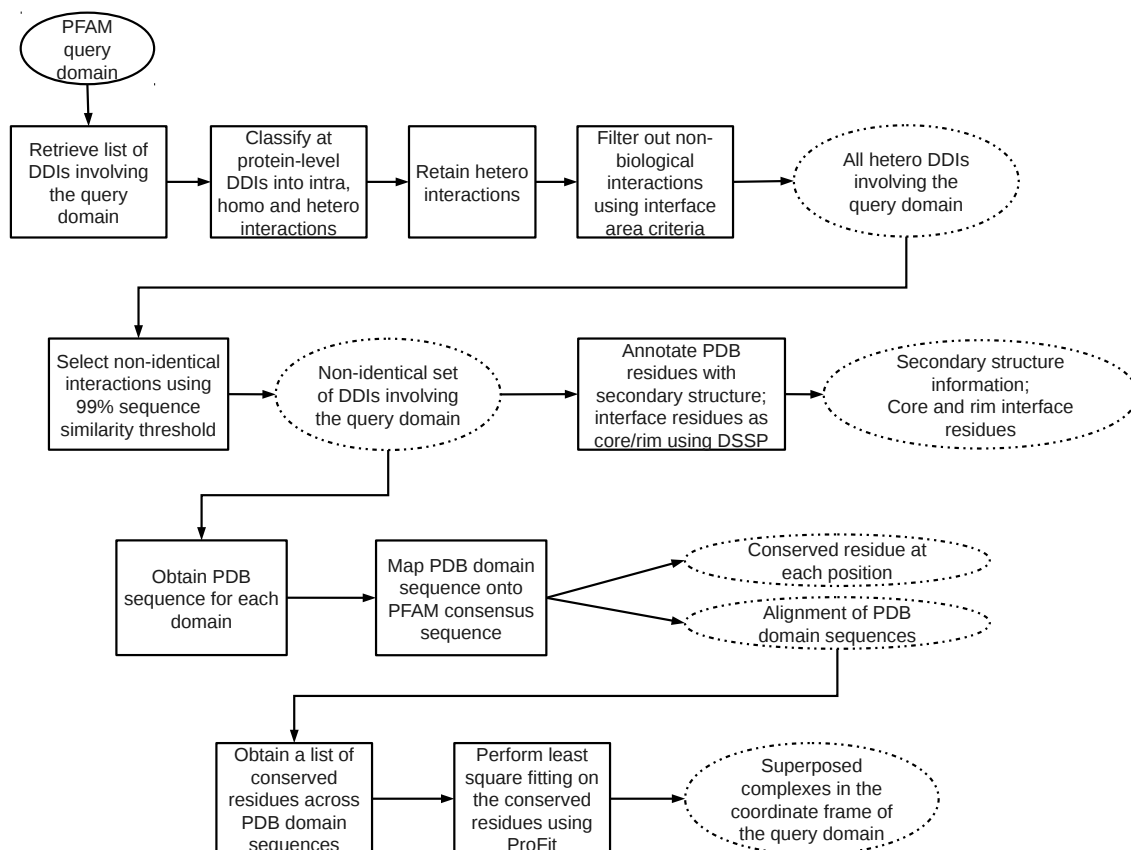 PFAM
query
domain
Retrieve list of
DDIs involving
the query
domain
Classify at
protein-level
DDIs into intra,
homo and hetero
interactions
Retain hetero
interactions
Filter out non-
biological
interactions
using interface
area criteria
All hetero DDIs
involving the
query domain
Select non-identical
interactions using
99% sequence
similarity threshold
Non-identical set
of DDIs involving
the query domain
Annotate PDB
residues with
secondary structure;
interface residues as
core/rim using DSSP
Secondary structure
information;
Core and rim interface
residues
Obtain PDB
sequence for each
domain
Map PDB domain
sequence onto
PFAM consensus
sequence
Conserved residue at
each position
Alignment of PDB
domain sequences
Obtain a list of
conserved
residues across
PDB domain
sequences
Perform least
square fitting on
the conserved
residues using
ProFit
Superposed
complexes in the
coordinate frame of
the query domain